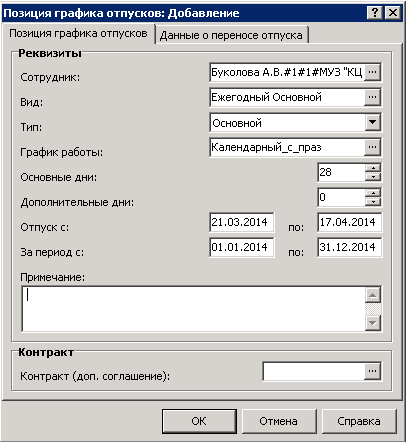 Позиция графика отпусков: Добавление
Позиция графика отпусков
Данные о переносе отпуска
Реквизиты
Сотрудник: Буколова А.В.#1#1#МУЗ "КЦ ...
Вид: Ежегодный Основной ...
Тип: Основной
График работы: Календарный_с_праз ...
Основные дни: 28
Дополнительные дни: 0
Отпуск с: 21.03.2014 по: 17.04.2014
За период с: 01.01.2014 по: 31.12.2014
Примечание:
Контракт
Контракт (доп. соглашение): ...
OK Отмена Справка